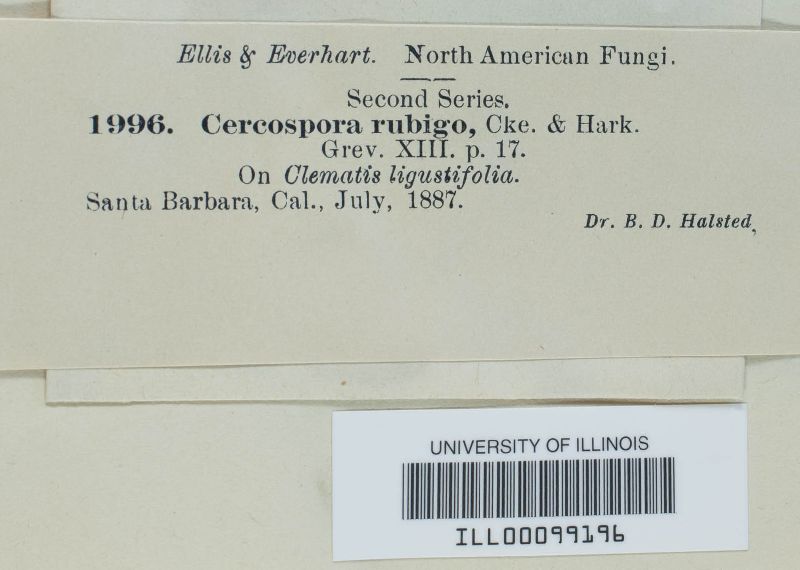 Ellis & Everhart. North American Fungi.
Second Series.
1996. Cercospora rubigo, Cke. & Hark.
Grev. XIII. p. 17.
On Clematis ligustifolia.
Santa Barbara, Cal., July, 1887.
Dr. B. D. Halsted,
UNIVERSITY OF ILLINOIS
ILL00099196